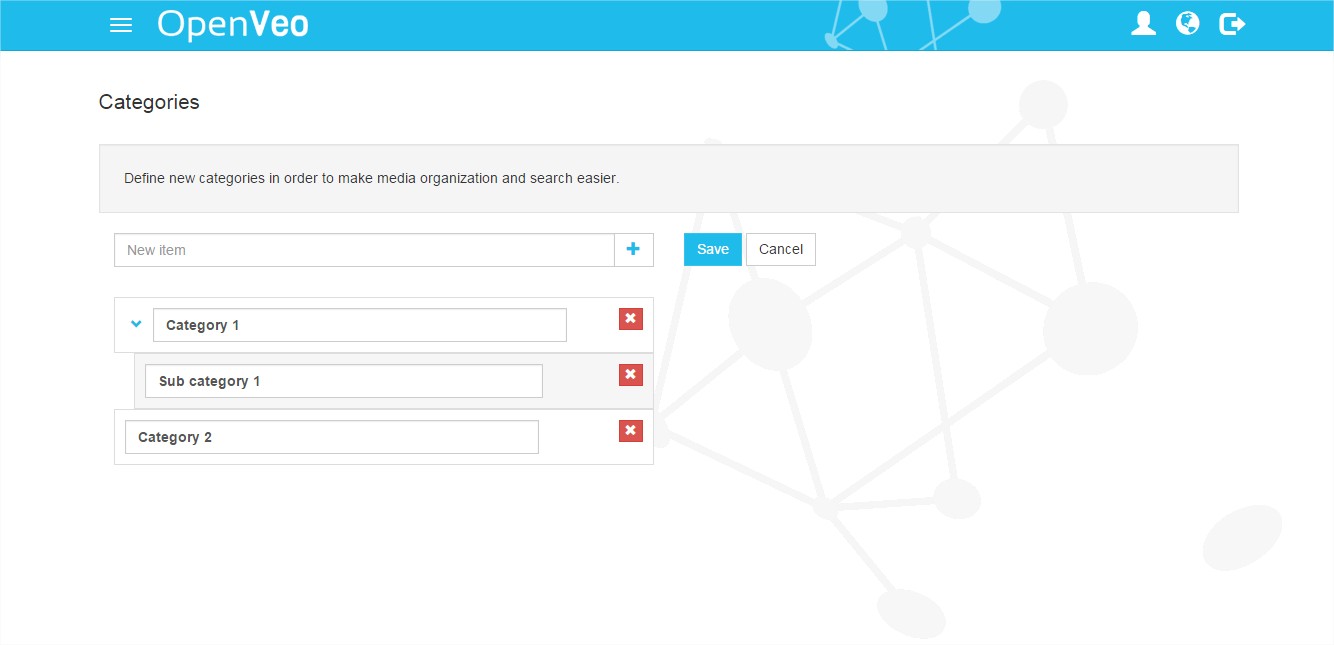 OpenVeo
Categories
Define new categories in order to make media organization and search easier.
New item
Save
Cancel
Category 1
Sub category 1
Category 2